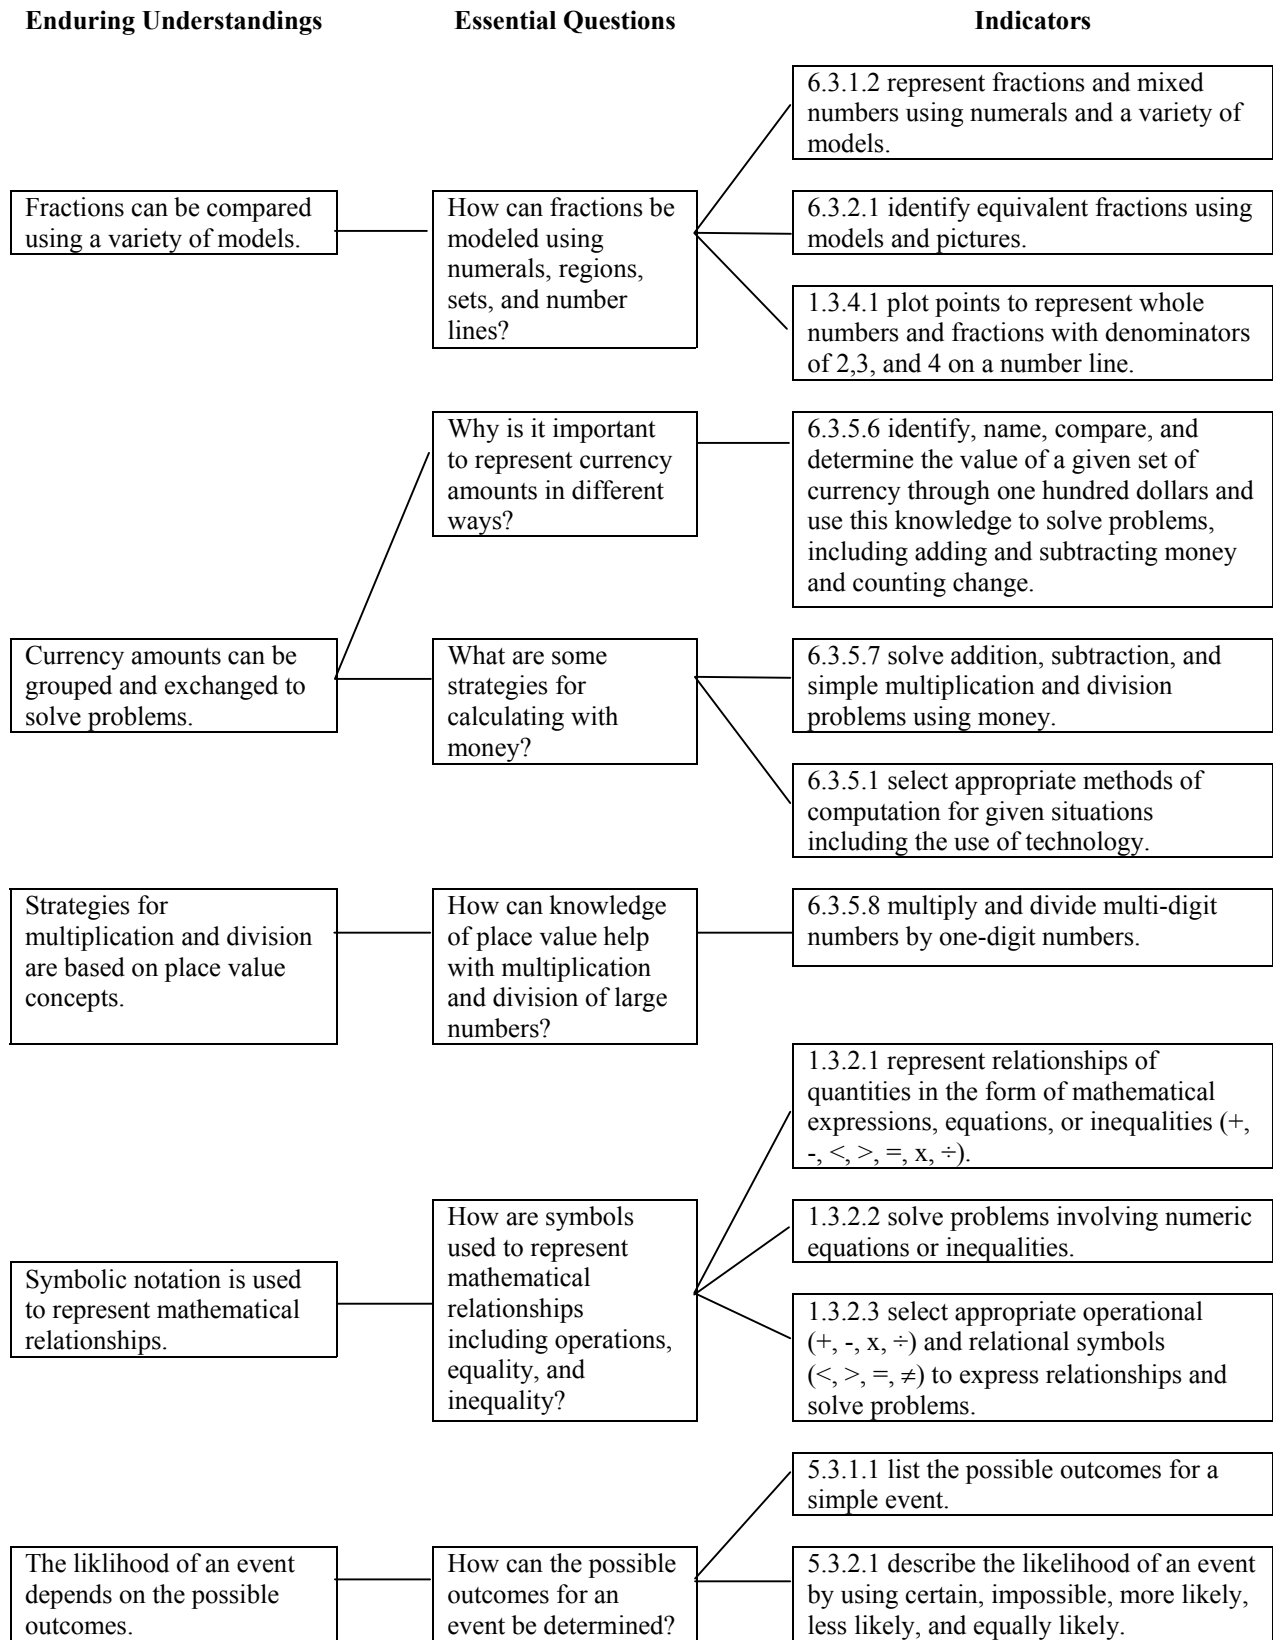 Enduring Understandings
Essential Questions
Indicators
6.3.1.2 represent fractions and mixed
numbers using numerals and a variety of
models.
Fractions can be compared
using a variety of models.
How can fractions be
modeled using
numerals, regions,
sets, and number
lines?
6.3.2.1 identify equivalent fractions using
models and pictures.
1.3.4.1 plot points to represent whole
numbers and fractions with denominators
of 2,3, and 4 on a number line.
Why is it important
to represent currency
amounts in different
ways?
6.3.5.6 identify, name, compare, and
determine the value of a given set of
currency through one hundred dollars and
use this knowledge to solve problems,
including adding and subtracting money
and counting change.
Currency amounts can be
grouped and exchanged to
solve problems.
What are some
strategies for
calculating with
money?
6.3.5.7 solve addition, subtraction, and
simple multiplication and division
problems using money.
6.3.5.1 select appropriate methods of
computation for given situations
including the use of technology.
Strategies for
multiplication and division
are based on place value
concepts.
How can knowledge
of place value help
with multiplication
and division of large
numbers?
6.3.5.8 multiply and divide multi-digit
numbers by one-digit numbers.
1.3.2.1 represent relationships of
quantities in the form of mathematical
expressions, equations, or inequalities (+,
-, <, >, =, x, ÷).
Symbolic notation is used
to represent mathematical
relationships.
How are symbols
used to represent
mathematical
relationships
including operations,
equality, and
inequality?
1.3.2.2 solve problems involving numeric
equations or inequalities.
1.3.2.3 select appropriate operational
(+, -, x, ÷) and relational symbols
(<, >, =, ≠) to express relationships and
solve problems.
5.3.1.1 list the possible outcomes for a
simple event.
The liklihood of an event
depends on the possible
outcomes.
How can the possible
outcomes for an
event be determined?
5.3.2.1 describe the likelihood of an event
by using certain, impossible, more likely,
less likely, and equally likely.